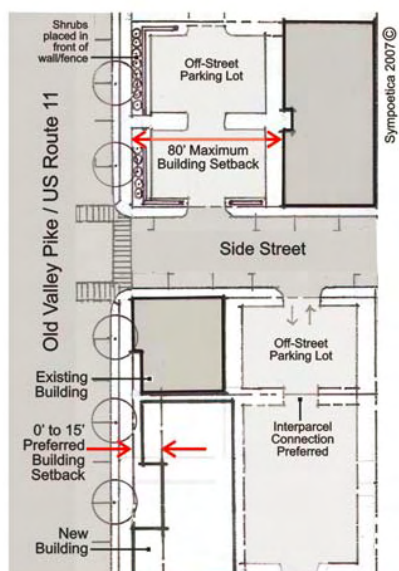 Shrubs
placed in
front of
wall/fence
Off-Street
Parking Lot
Sympoetica 2007©
80' Maximum
Building Setback
Old Valley Pike / US Route 11
Side Street
Off-Street
Parking Lot
Existing
Building
0' to 15'
Preferred
Building
Setback
Interparcel
Connection
Preferred
New
Building